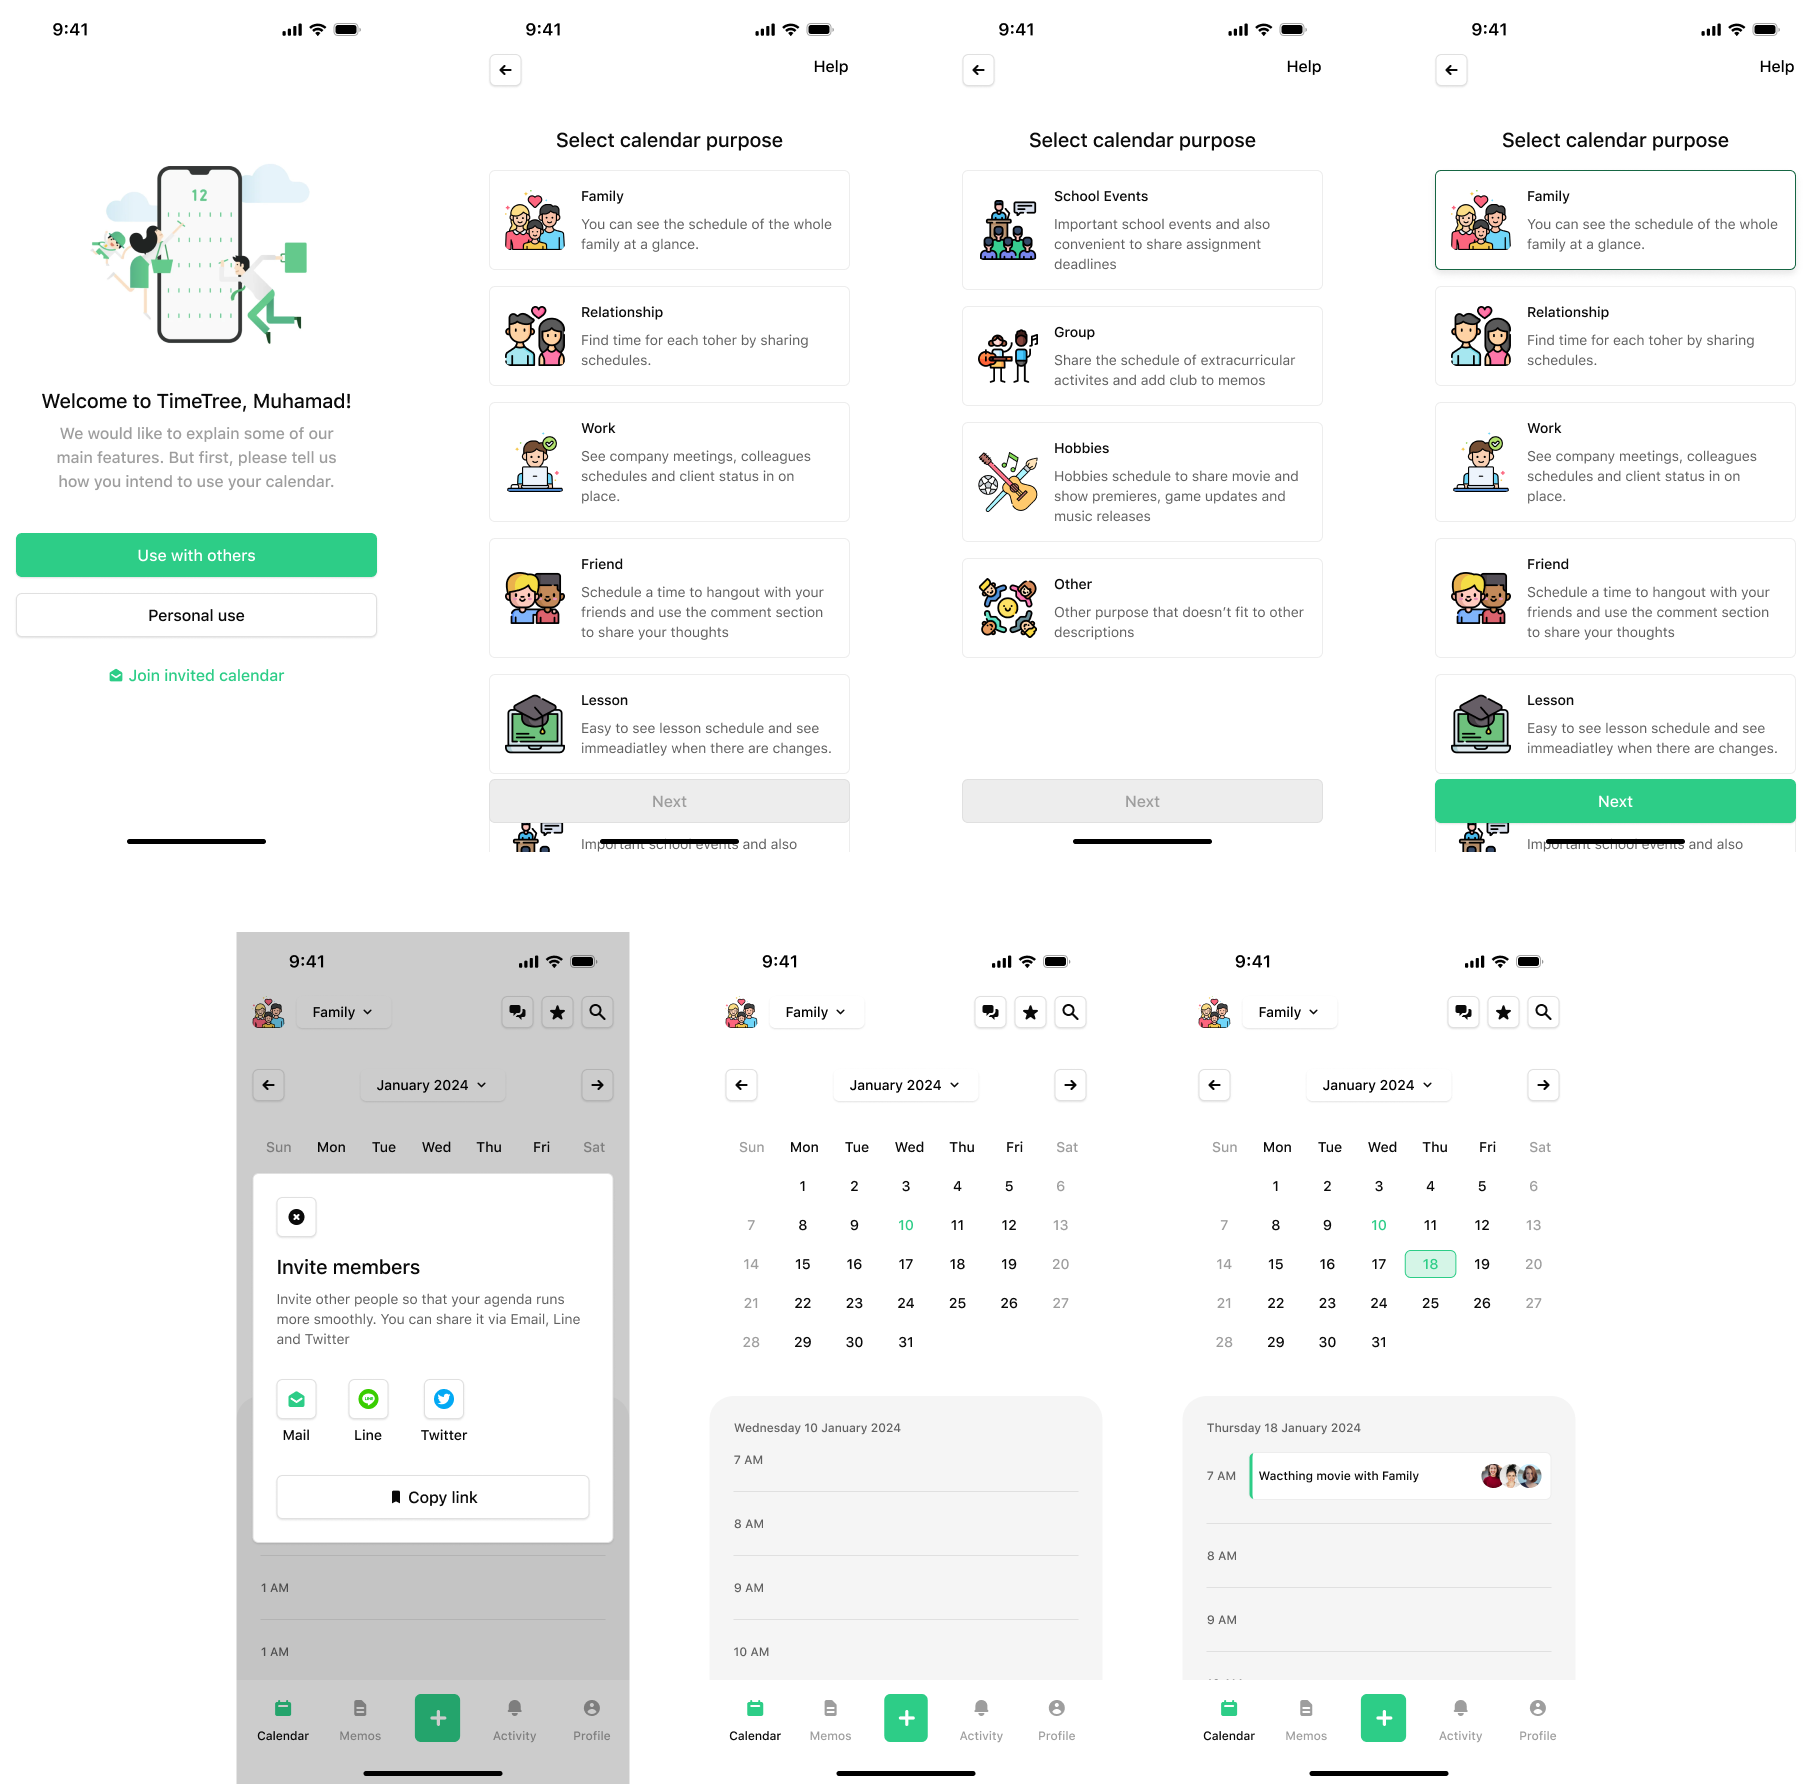 9:41
12
Welcome to TimeTree, Muhamad!
We would like to explain some of our
main features. But first, please tell us
how you intend to use your calendar.
Use with others
Personal use
Join invited calendar
9:41
Help
Select calendar purpose
Family
You can see the schedule of the whole
family at a glance.
Relationship
Find time for each toher by sharing
schedules.
Work
See company meetings, colleagues
schedules and client status in on
place.
Friend
Schedule a time to hangout with your
friends and use the comment section
to share your thoughts
Lesson
Easy to see lesson schedule and see
immeadiatley when there are changes.
Next
Important school events and also
9:41
Help
Select calendar purpose
School Events
Important school events and also
convenient to share assignment
deadlines
Group
Share the schedule of extracurricular
activites and add club to memos
Hobbies
Hobbies schedule to share movie and
show premieres, game updates and
music releases
Other
Other purpose that doesn't fit to other
descriptions
Next
9:41
Help
Select calendar purpose
Family
You can see the schedule of the whole
family at a glance.
Relationship
Find time for each toher by sharing
schedules.
Work
See company meetings, colleagues
schedules and client status in on
place.
Friend
Schedule a time to hangout with your
friends and use the comment section
to share your thoughts
Lesson
Easy to see lesson schedule and see
immeadiatley when there are changes.
Next
Important school events and also
9:41
Family
January 2024
Sun Mon Tue Wed Thu Fri Sat
Invite members
Invite other people so that your agenda runs
more smoothly. You can share it via Email, Line
and Twitter
LINE
Mail Line Twitter
Copy link
1 AM
1 AM
Calendar Memos Activity Profile
9:41
Family
January 2024
Sun Mon Tue Wed Thu Fri Sat
1 2 3 4 5 6
7 8 9 10 11 12 13
14 15 16 17 18 19 20
21 22 23 24 25 26 27
28 29 30 31
Wednesday 10 January 2024
7 AM
8 AM
9 AM
10 AM
Calendar Memos Activity Profile
9:41
Family
January 2024
Sun Mon Tue Wed Thu Fri Sat
1 2 3 4 5 6
7 8 9 10 11 12 13
14 15 16 17 18 19 20
21 22 23 24 25 26 27
28 29 30 31
Thursday 18 January 2024
7 AM Wacthing movie with Family
8 AM
9 AM
Calendar Memos Activity Profile